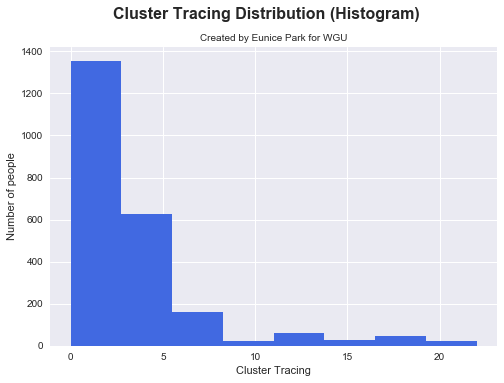 Cluster Tracing Distribution (Histogram)
Created by Eunice Park for WGU
1400
1200
1000
800
600
400
200
0
Number of people
0 5 10 15 20
Cluster Tracing